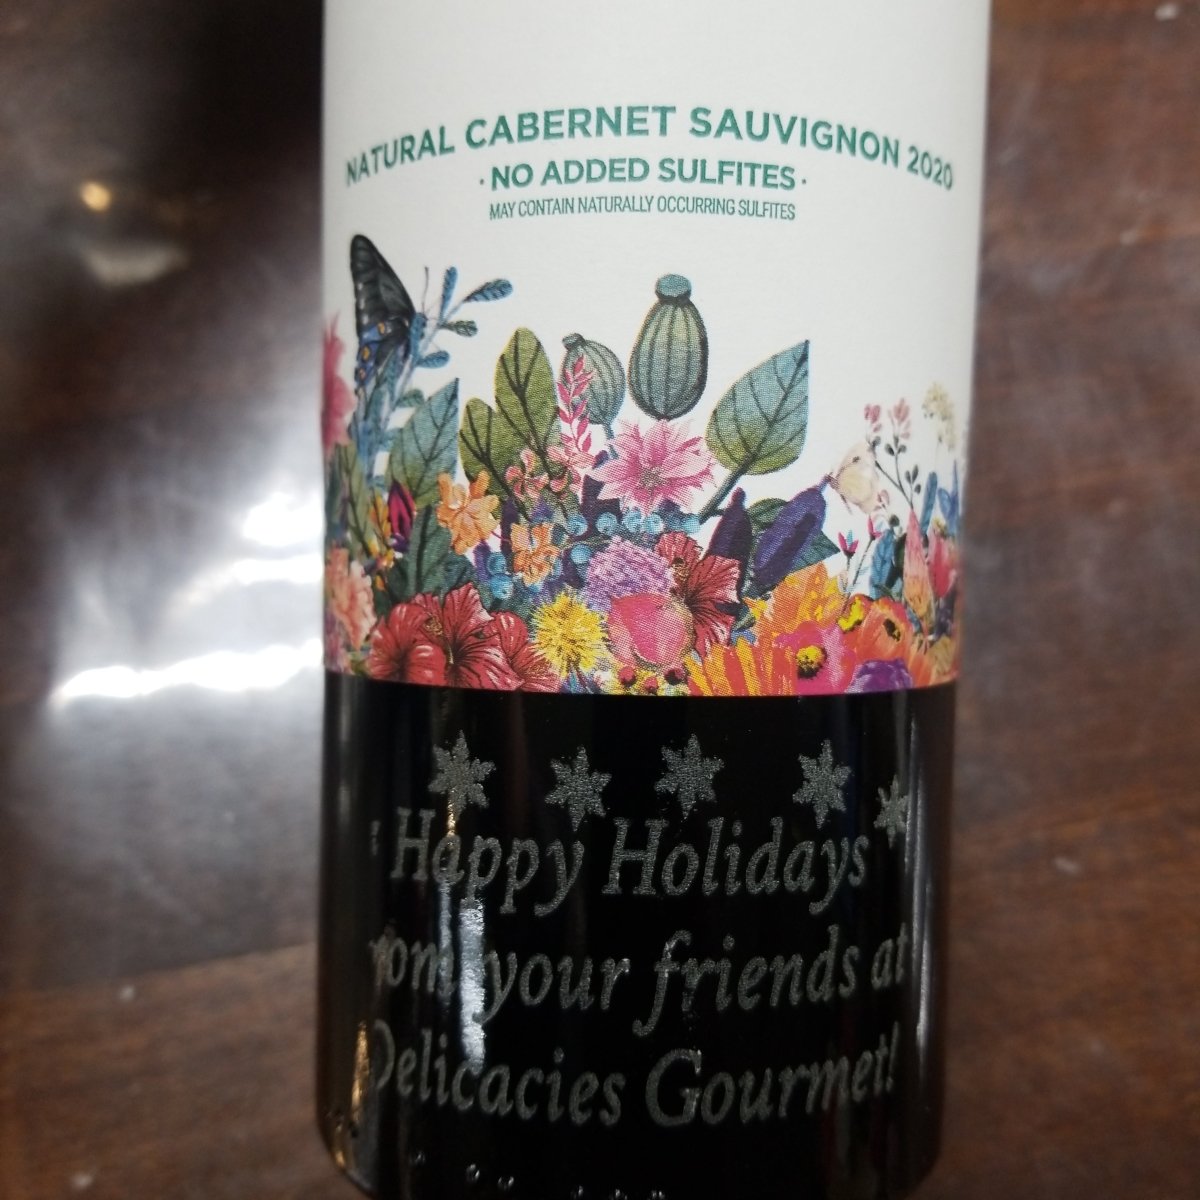 NATURAL CABERNET SAUVIGNON 2020
· NO ADDED SULFITES ·
MAY CONTAIN NATURALLY OCCURRING SULFITES
Happy Holidays
from your friends at
Delicacies Gourmet!